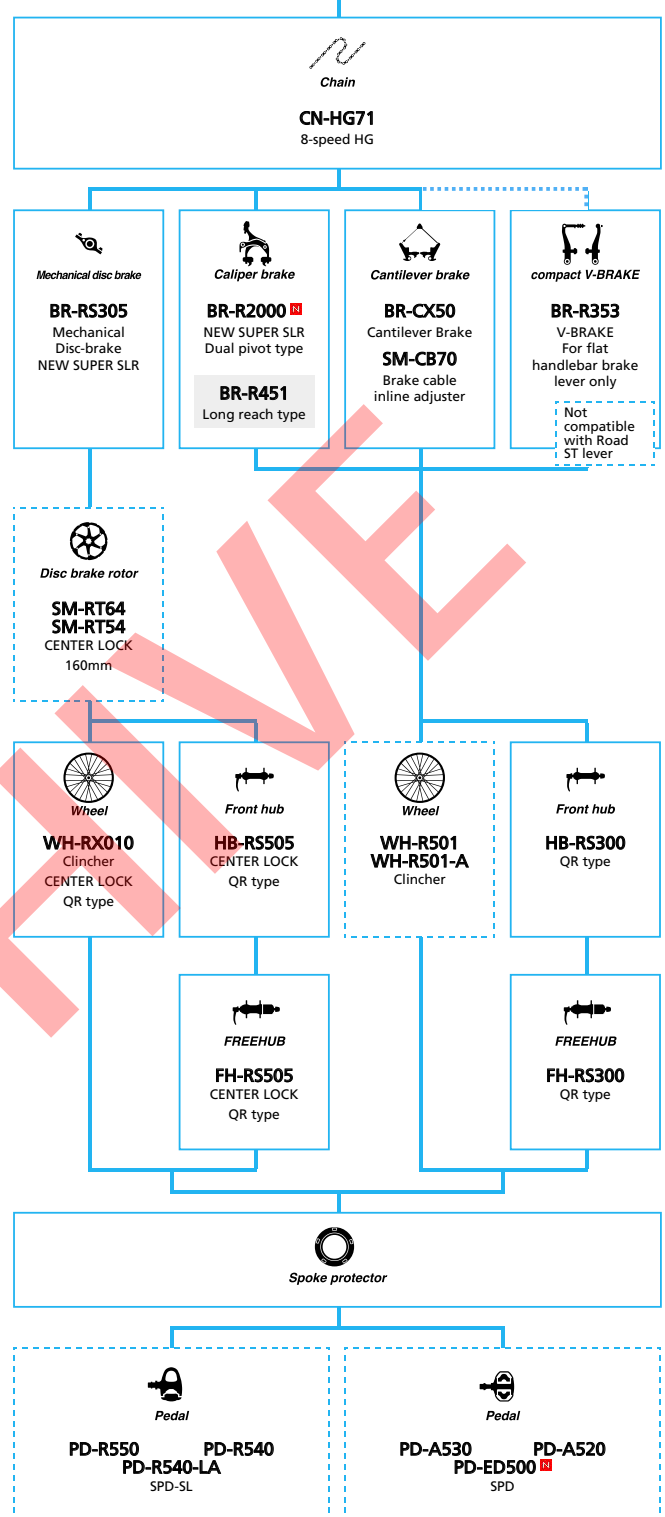 Chain
CN-HG71
8-speed HG
Mechanical disc brake
BR-RS305
Mechanical
Disc-brake
NEW SUPER SLR
Caliper brake
BR-R2000 N
NEW SUPER SLR
Dual pivot type
BR-R451
Long reach type
Cantilever brake
BR-CX50
Cantilever Brake
SM-CB70
Brake cable
inline adjuster
compact V-BRAKE
BR-R353
V-BRAKE
For flat
handlebar brake
lever only
Not
compatible
with Road
ST lever
Disc brake rotor
SM-RT64
SM-RT54
CENTER LOCK
160mm
Wheel
WH-RX010
Clincher
CENTER LOCK
QR type
Front hub
HB-RS505
CENTER LOCK
QR type
Wheel
WH-R501
WH-R501-A
Clincher
Front hub
HB-RS300
QR type
FREEHUB
FH-RS505
CENTER LOCK
QR type
FREEHUB
FH-RS300
QR type
Spoke protector
Pedal
PD-R550 PD-R540
PD-R540-LA
SPD-SL
Pedal
PD-A530 PD-A520
PD-ED500 N
SPD
HIVE